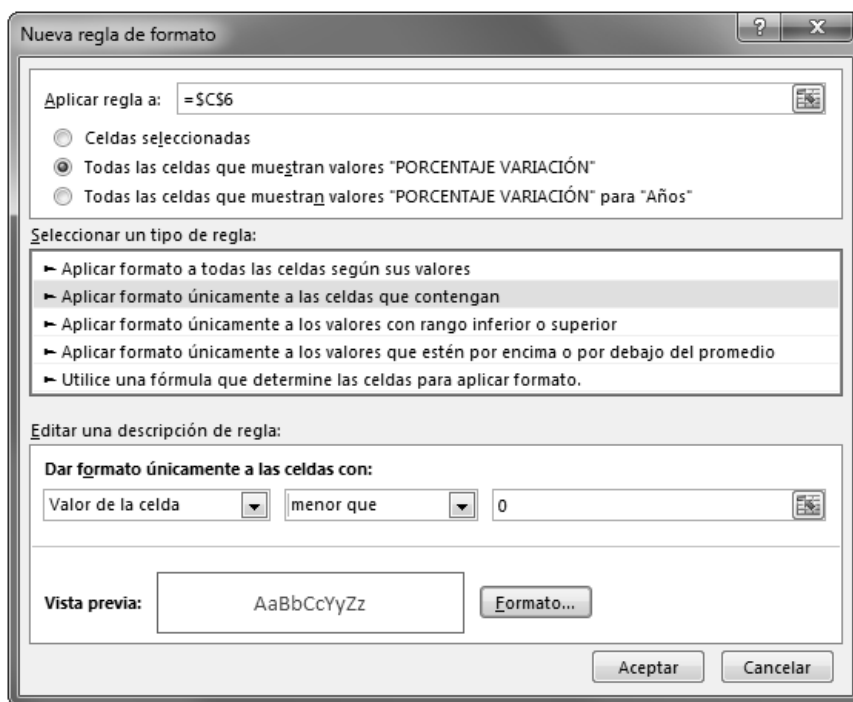 Nueva regla de formato
Aplicar regla a: =$C$6
Celdas seleccionadas
Todas las celdas que muestran valores "PORCENTAJE VARIACIÓN"
Todas las celdas que muestran valores "PORCENTAJE VARIACIÓN" para "Años"
Seleccionar un tipo de regla:
► Aplicar formato a todas las celdas según sus valores
► Aplicar formato únicamente a las celdas que contengan
► Aplicar formato únicamente a los valores con rango inferior o superior
► Aplicar formato únicamente a los valores que estén por encima o por debajo del promedio
► Utilice una fórmula que determine las celdas para aplicar formato.
Editar una descripción de regla:
Dar formato únicamente a las celdas con:
Valor de la celda menor que 0
Vista previa: AaBbCcYyZz Formato...
Aceptar Cancelar